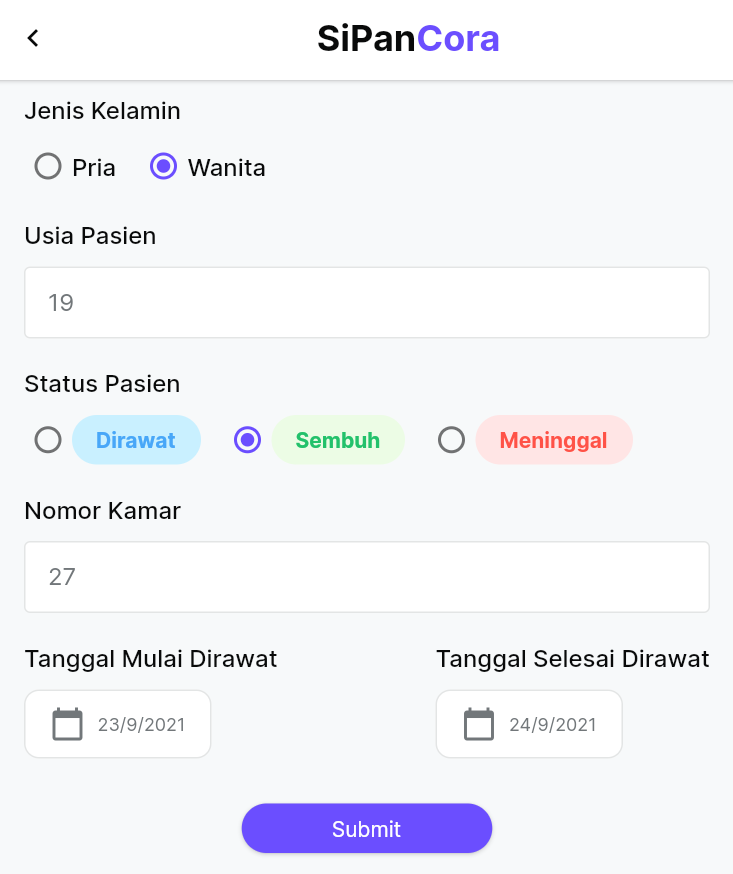 SiPanCora
Jenis Kelamin
Pria Wanita
Usia Pasien
19
Status Pasien
Dirawat Sembuh Meninggal
Nomor Kamar
27
Tanggal Mulai Dirawat Tanggal Selesai Dirawat
23/9/2021 24/9/2021
Submit